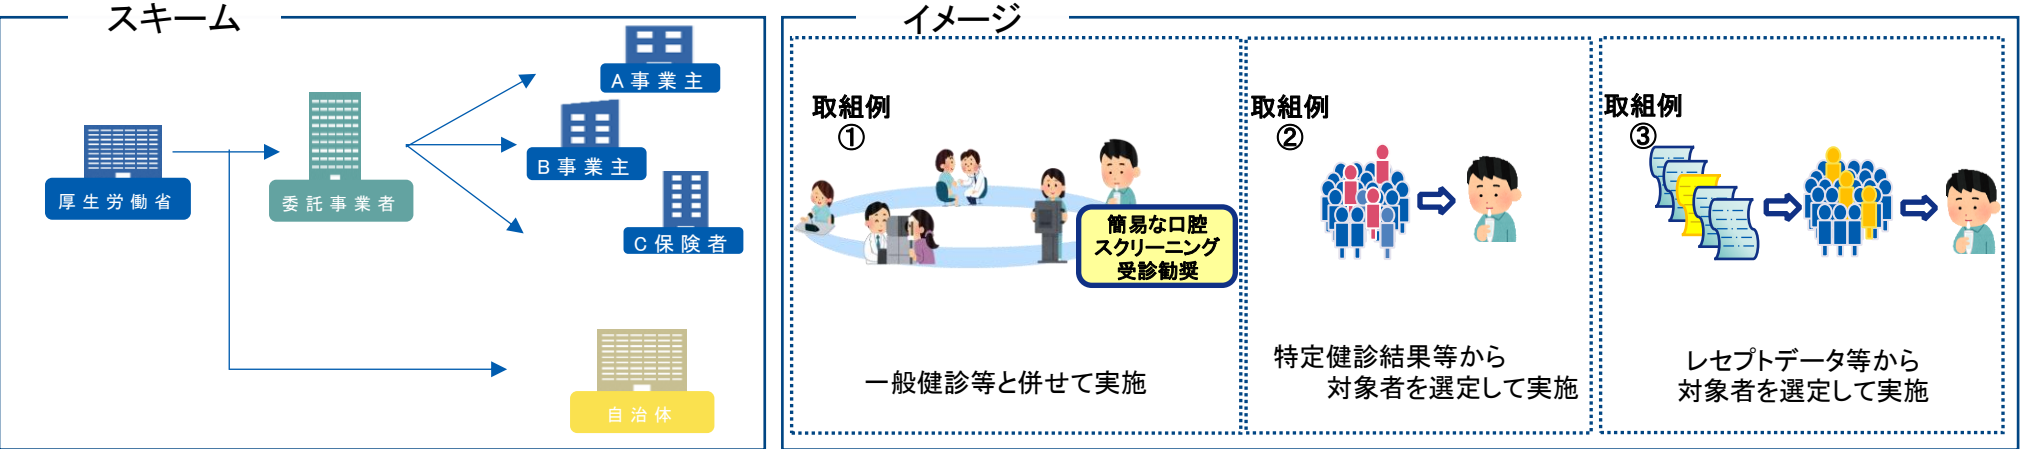 スキーム
厚生労働省
委託事業者
A事業主
B事業主
C保険者
自治体
イメージ
取組例
①
簡易な口腔
スクリーニング
受診勧奨
一般健診等と併せて実施
取組例
②
特定健診結果等から
対象者を選定して実施
取組例
③
レセプトデータ等から
対象者を選定して実施